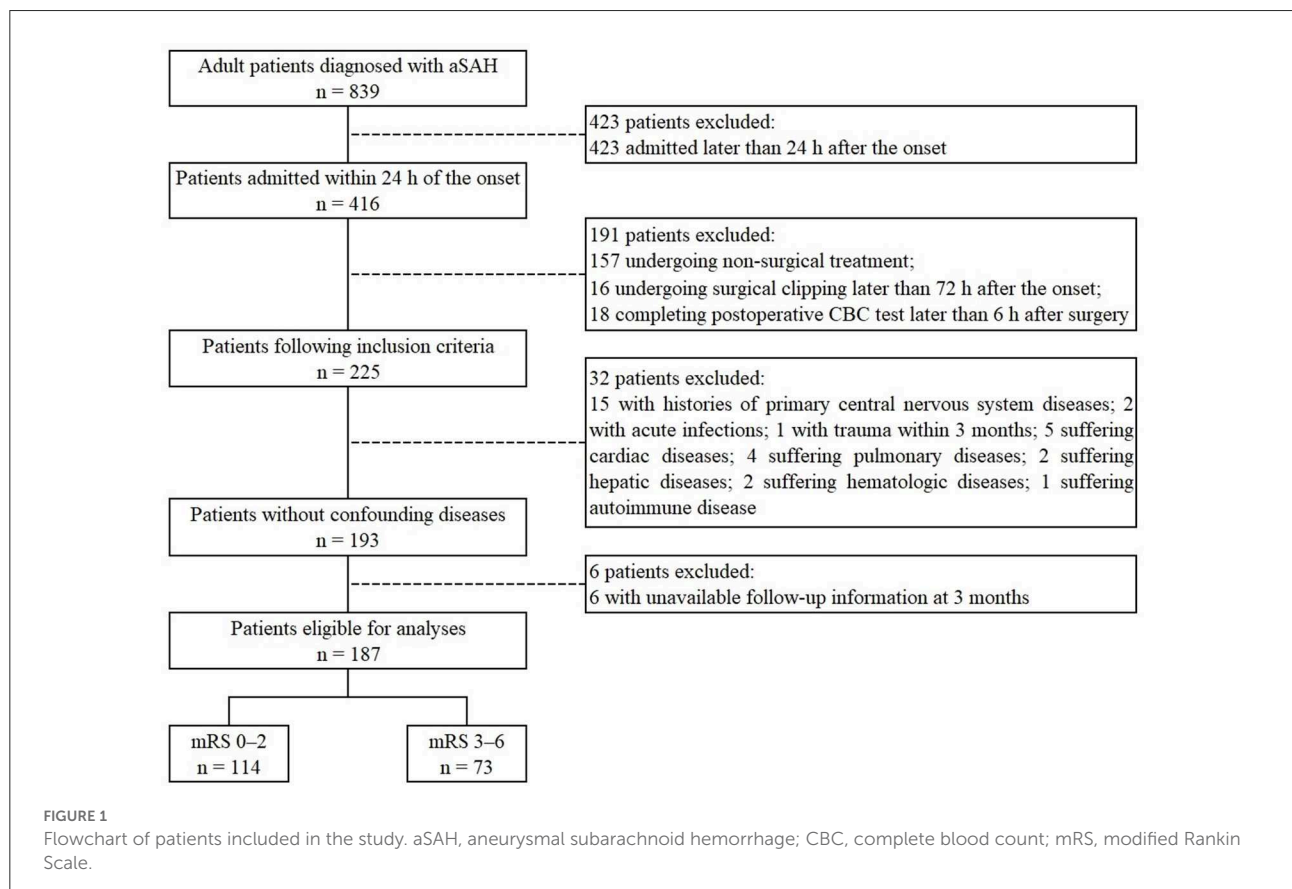 Adult patients diagnosed with aSAH
n = 839
423 patients excluded:
423 admitted later than 24 h after the onset
Patients admitted within 24 h of the onset
n = 416
191 patients excluded:
157 undergoing non-surgical treatment;
16 undergoing surgical clipping later than 72 h after the onset;
18 completing postoperative CBC test later than 6 h after surgery
Patients following inclusion criteria
n = 225
32 patients excluded:
15 with histories of primary central nervous system diseases; 2
with acute infections; 1 with trauma within 3 months; 5 suffering
cardiac diseases; 4 suffering pulmonary diseases; 2 suffering
hepatic diseases; 2 suffering hematologic diseases; 1 suffering
autoimmune disease
Patients without confounding diseases
n = 193
6 patients excluded:
6 with unavailable follow-up information at 3 months
Patients eligible for analyses
n = 187
mRS 0–2
n = 114
mRS 3–6
n = 73
FIGURE 1
Flowchart of patients included in the study. aSAH, aneurysmal subarachnoid hemorrhage; CBC, complete blood count; mRS, modified Rankin
Scale.